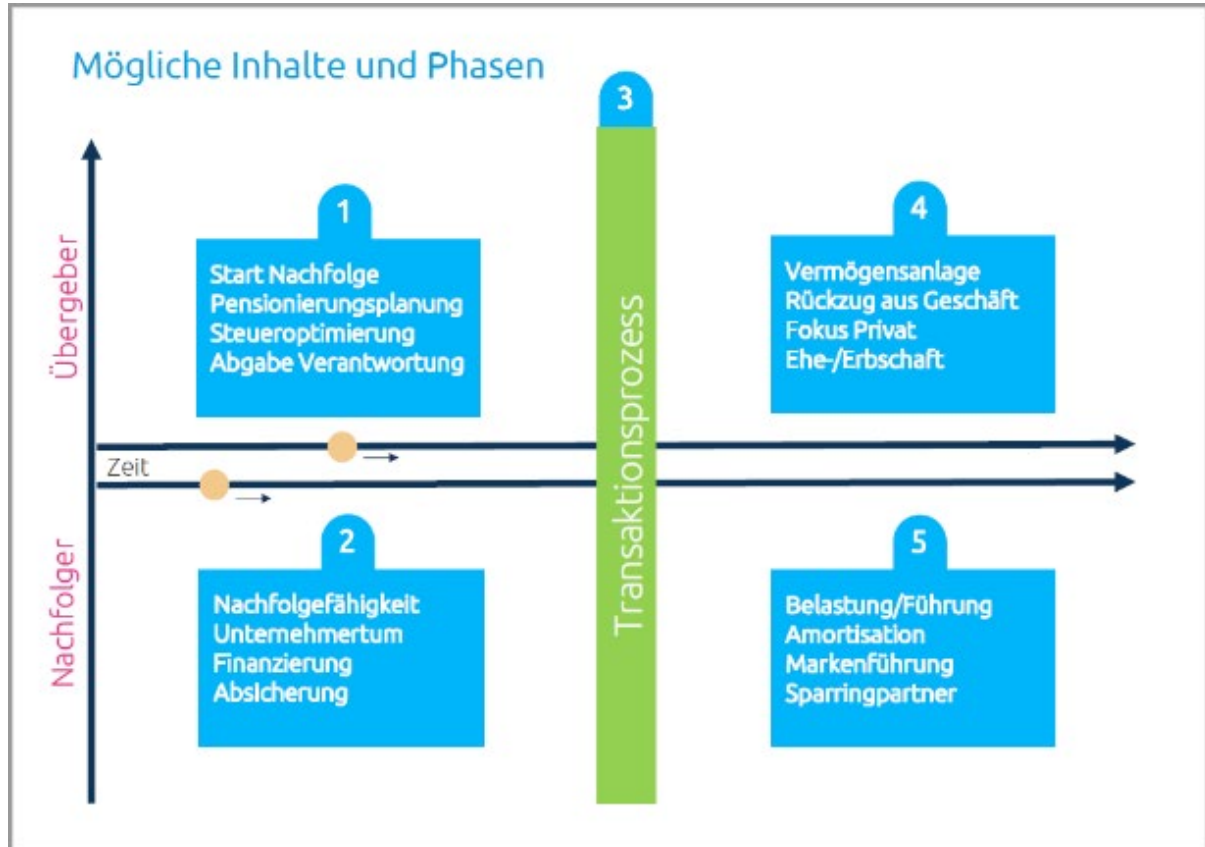 Mögliche Inhalte und Phasen
3
1
4
Übergeber
Start Nachfolge
Pensionierungsplanung
Steueroptimierung
Abgabe Verantwortung
Vermögensanlage
Rückzug aus Geschäft
Fokus Privat
Ehe-/Erbschaft
Transaktionsprozess
Zeit
2
5
Nachfolger
Nachfolgefähigkeit
Unternehmertum
Finanzierung
Absicherung
Belastung/Führung
Amortisation
Markenführung
Sparringpartner